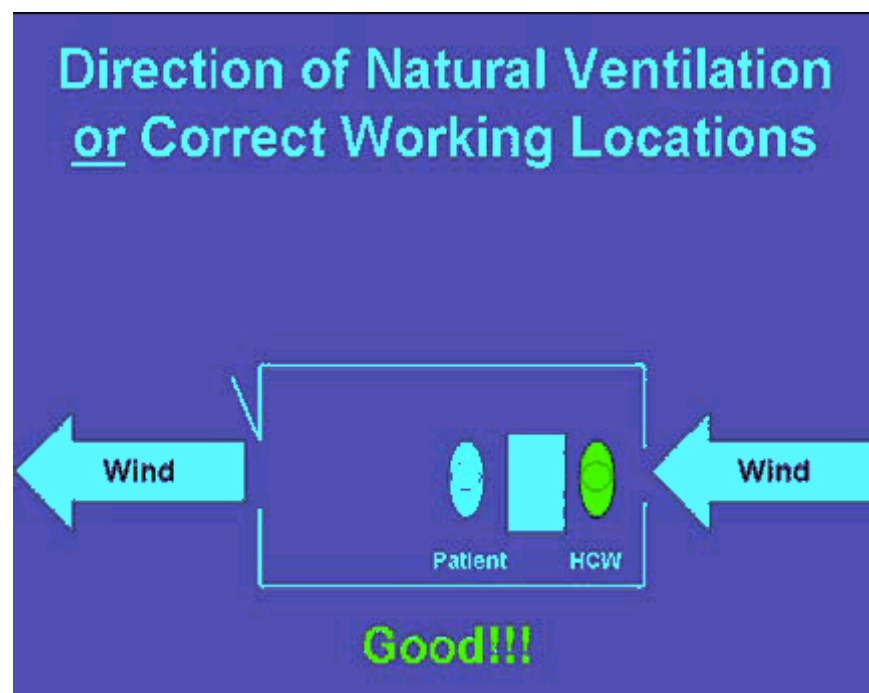 Direction of Natural Ventilation
or Correct Working Locations
Wind
Wind
Patient
HCW
Good!!!